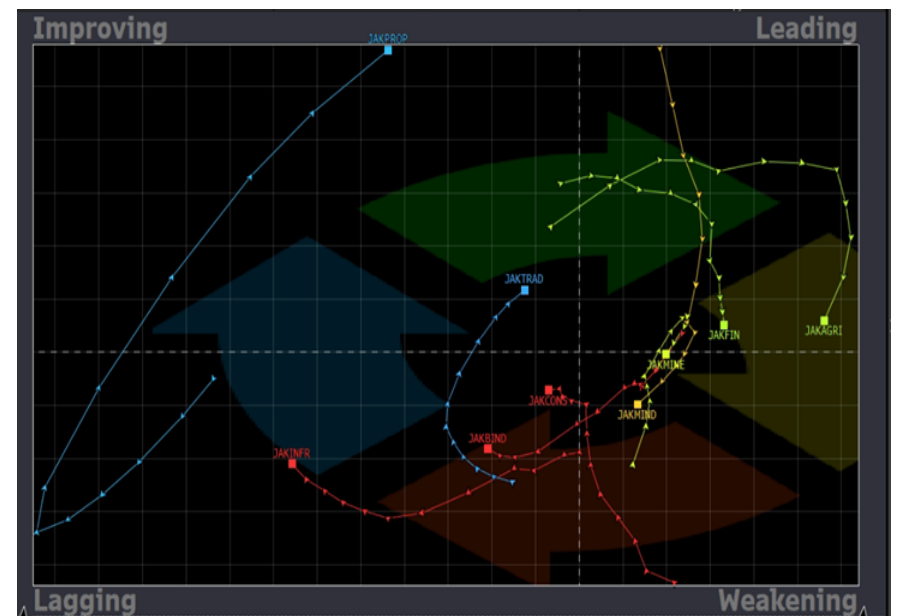 Improving
Leading
JAKPROP
JAKTRAD
JAKFIN
JAKAGRI
JAKMINE
JAKCONS
JAKMIND
JAKBIND
JAKINFR
Lagging
Weakening